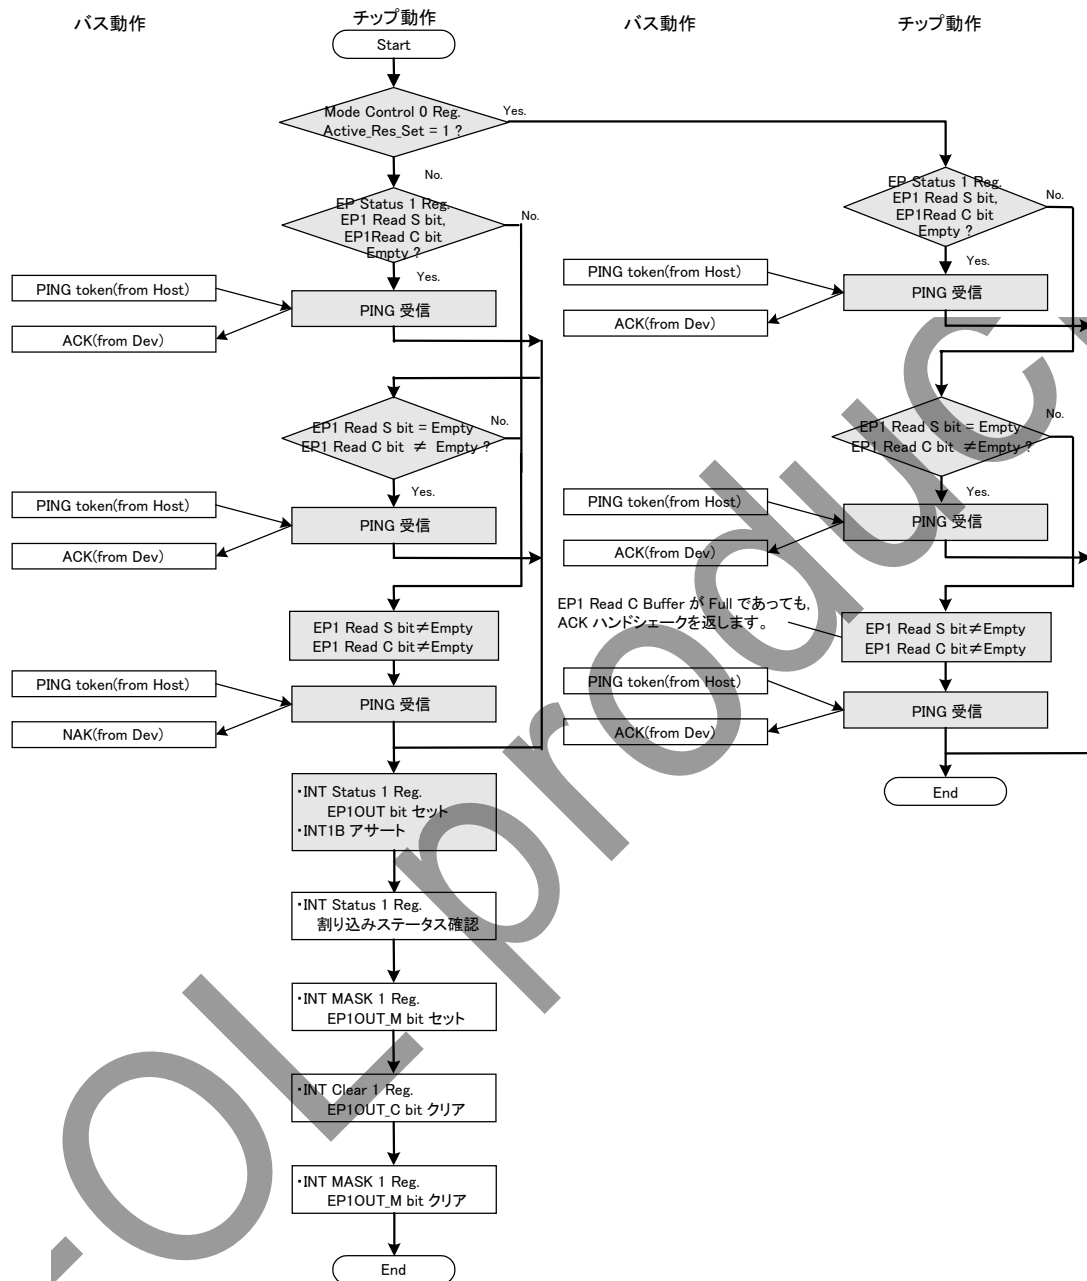 バス動作
チップ動作
バス動作
チップ動作
Start
Mode Control 0 Reg.
Active_Res_Set = 1 ?
Yes.
No.
EP Status 1 Reg.
EP1 Read S bit,
EP1Read C bit
Empty ?
No.
Yes.
PING token(from Host)
PING 受信
ACK(from Dev)
EP1 Read S bit = Empty
EP1 Read C bit ≠ Empty ?
No.
Yes.
PING token(from Host)
PING 受信
ACK(from Dev)
EP1 Read S bit≠Empty
EP1 Read C bit≠Empty
PING token(from Host)
PING 受信
NAK(from Dev)
・INT Status 1 Reg.
EP1OUT bit セット
・INT1B アサート
・INT Status 1 Reg.
割り込みステータス確認
・INT MASK 1 Reg.
EP1OUT_M bit セット
・INT Clear 1 Reg.
EP1OUT_C bit クリア
・INT MASK 1 Reg.
EP1OUT_M bit クリア
End
EP Status 1 Reg.
EP1 Read S bit,
EP1Read C bit
Empty ?
No.
Yes.
PING token(from Host)
PING 受信
ACK(from Dev)
EP1 Read S bit = Empty
EP1 Read C bit ≠Empty ?
No.
Yes.
PING token(from Host)
PING 受信
ACK(from Dev)
EP1 Read C Buffer が Full であっても,
ACK ハンドシェークを返します。
EP1 Read S bit≠Empty
EP1 Read C bit≠Empty
PING token(from Host)
PING 受信
ACK(from Dev)
End